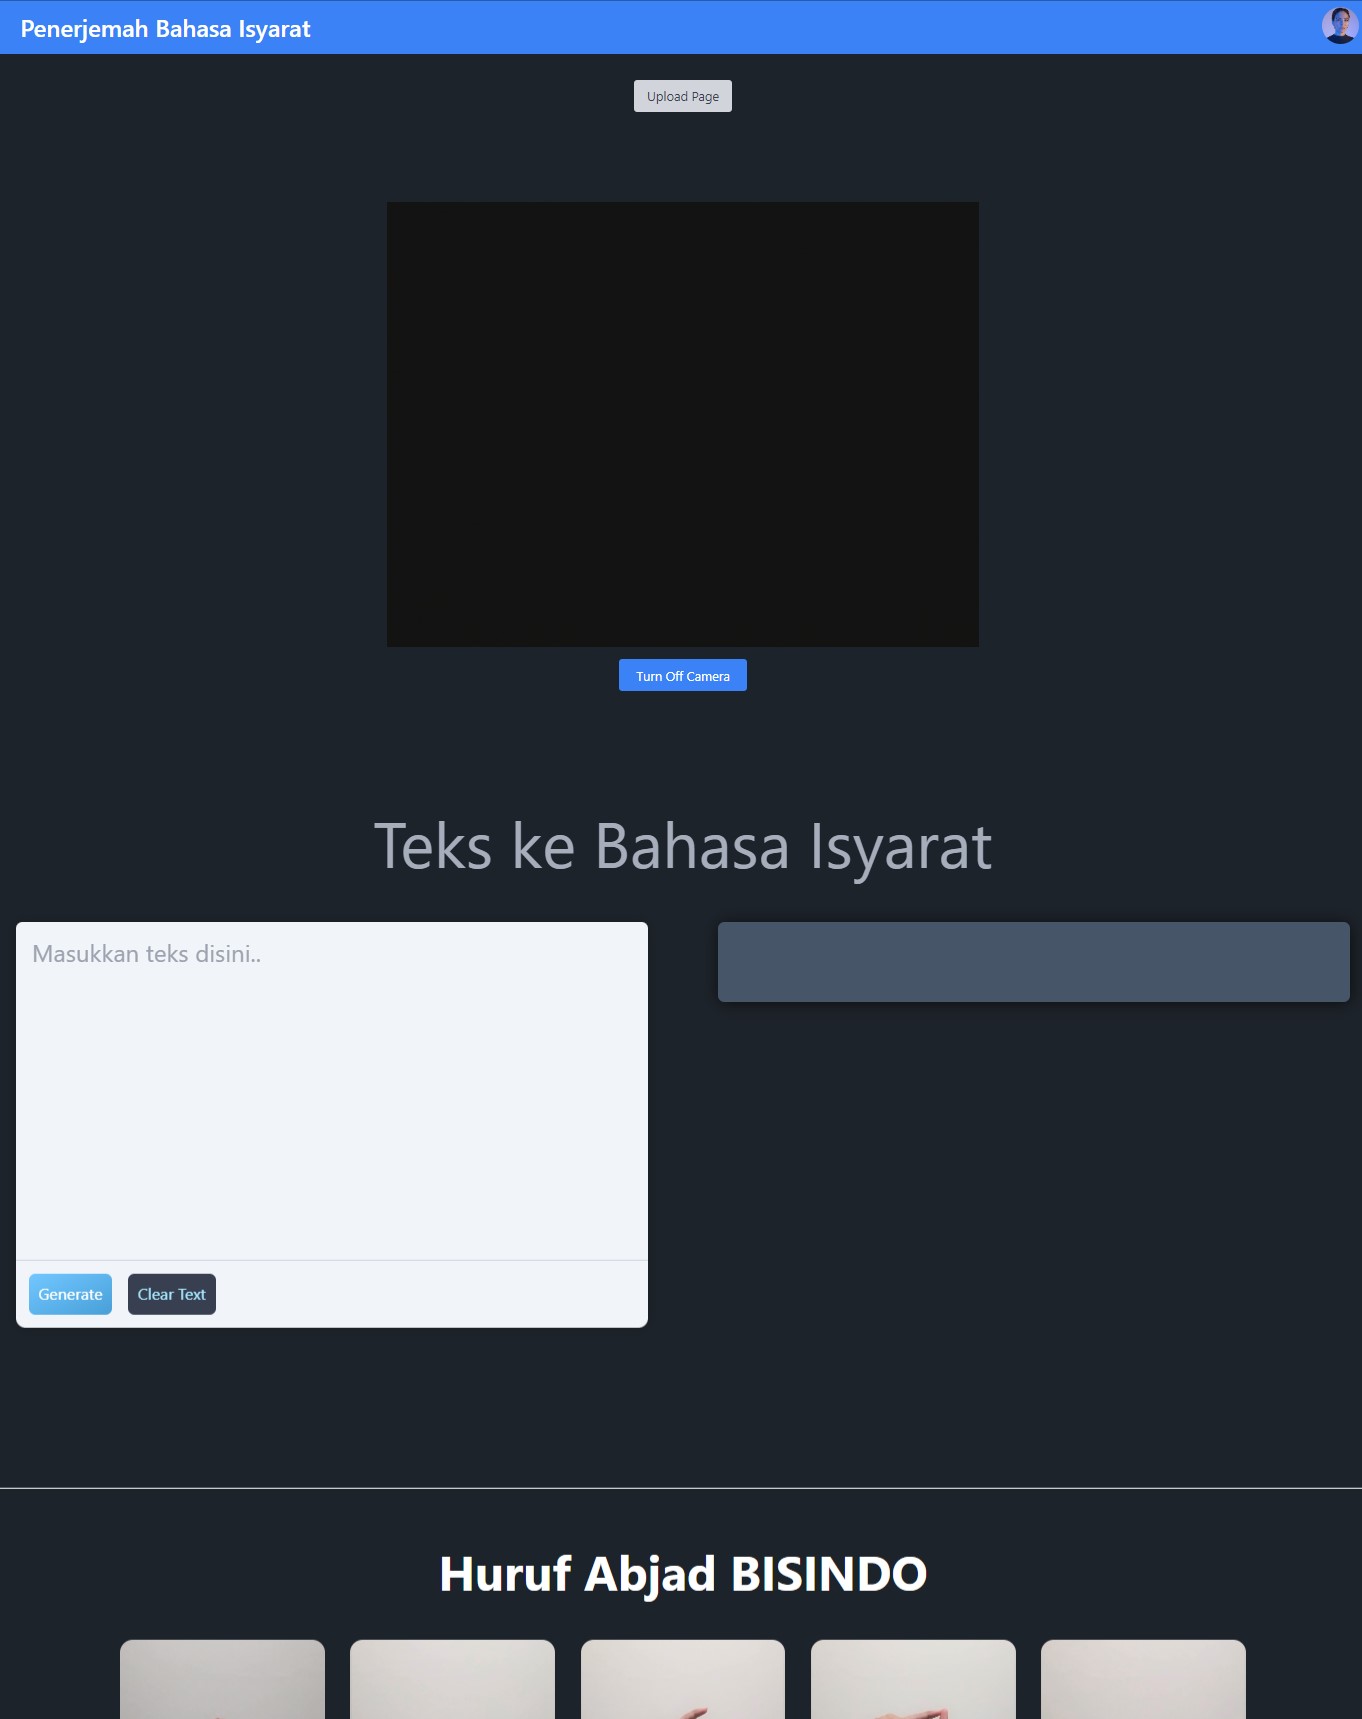 Penerjemah Bahasa Isyarat
Upload Page
Turn Off Camera
Teks ke Bahasa Isyarat
Masukkan teks disini..
Generate
Clear Text
Huruf Abjad BISINDO